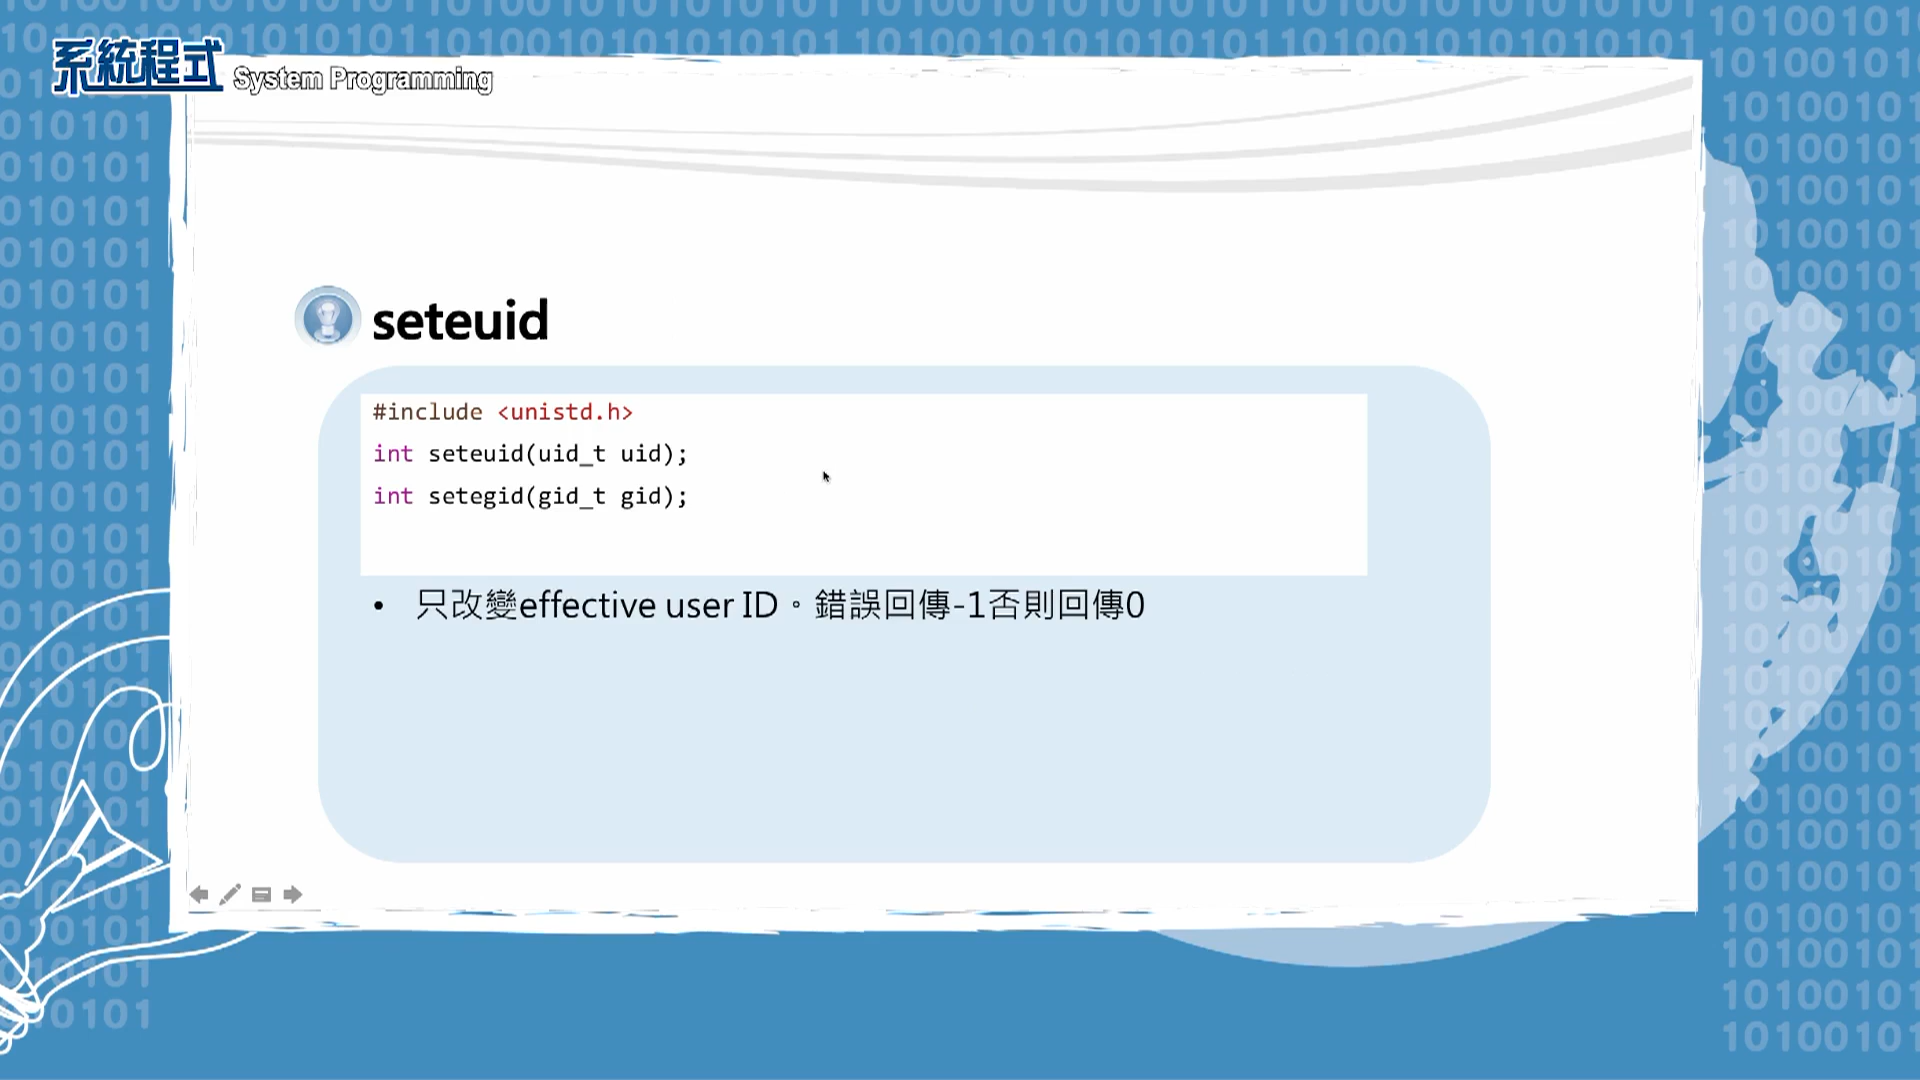 系統程式 System Programming
seteuid
#include <unistd.h>
int seteuid(uid_t uid);
int setegid(gid_t gid);
• 只改變effective user ID。錯誤回傳-1否則回傳0